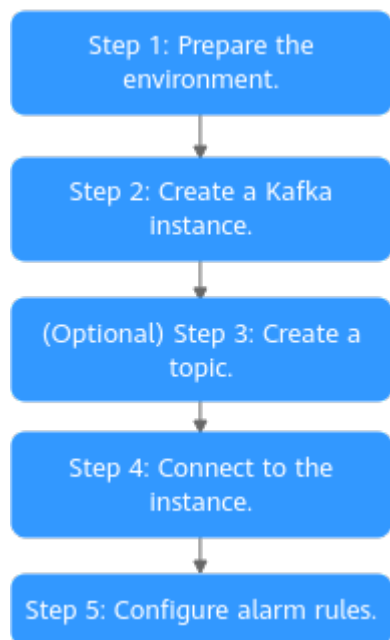 Step 1: Prepare the
environment.
Step 2: Create a Kafka
instance.
(Optional) Step 3: Create a
topic.
Step 4: Connect to the
instance.
Step 5: Configure alarm rules.